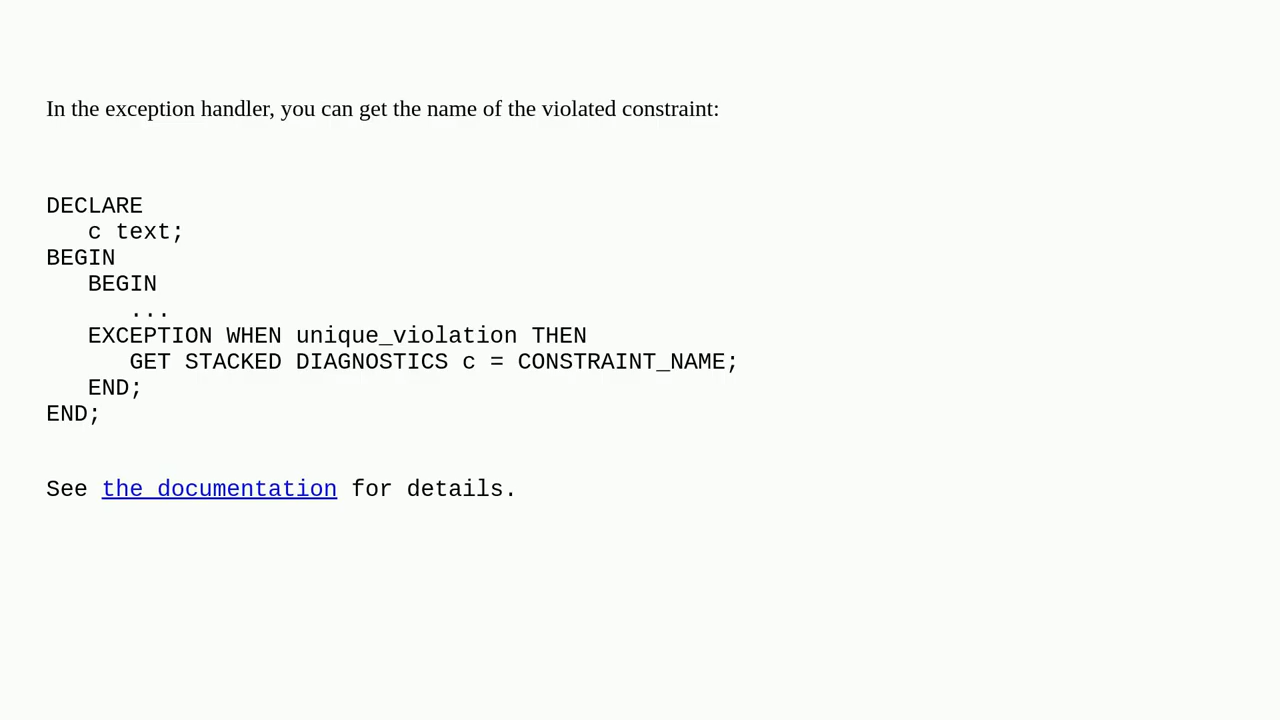 In the exception handler, you can get the name of the violated constraint:
DECLARE
   c text;
BEGIN
   BEGIN
      ...
   EXCEPTION WHEN unique_violation THEN
      GET STACKED DIAGNOSTICS c = CONSTRAINT_NAME;
   END;
END;
See the documentation for details.